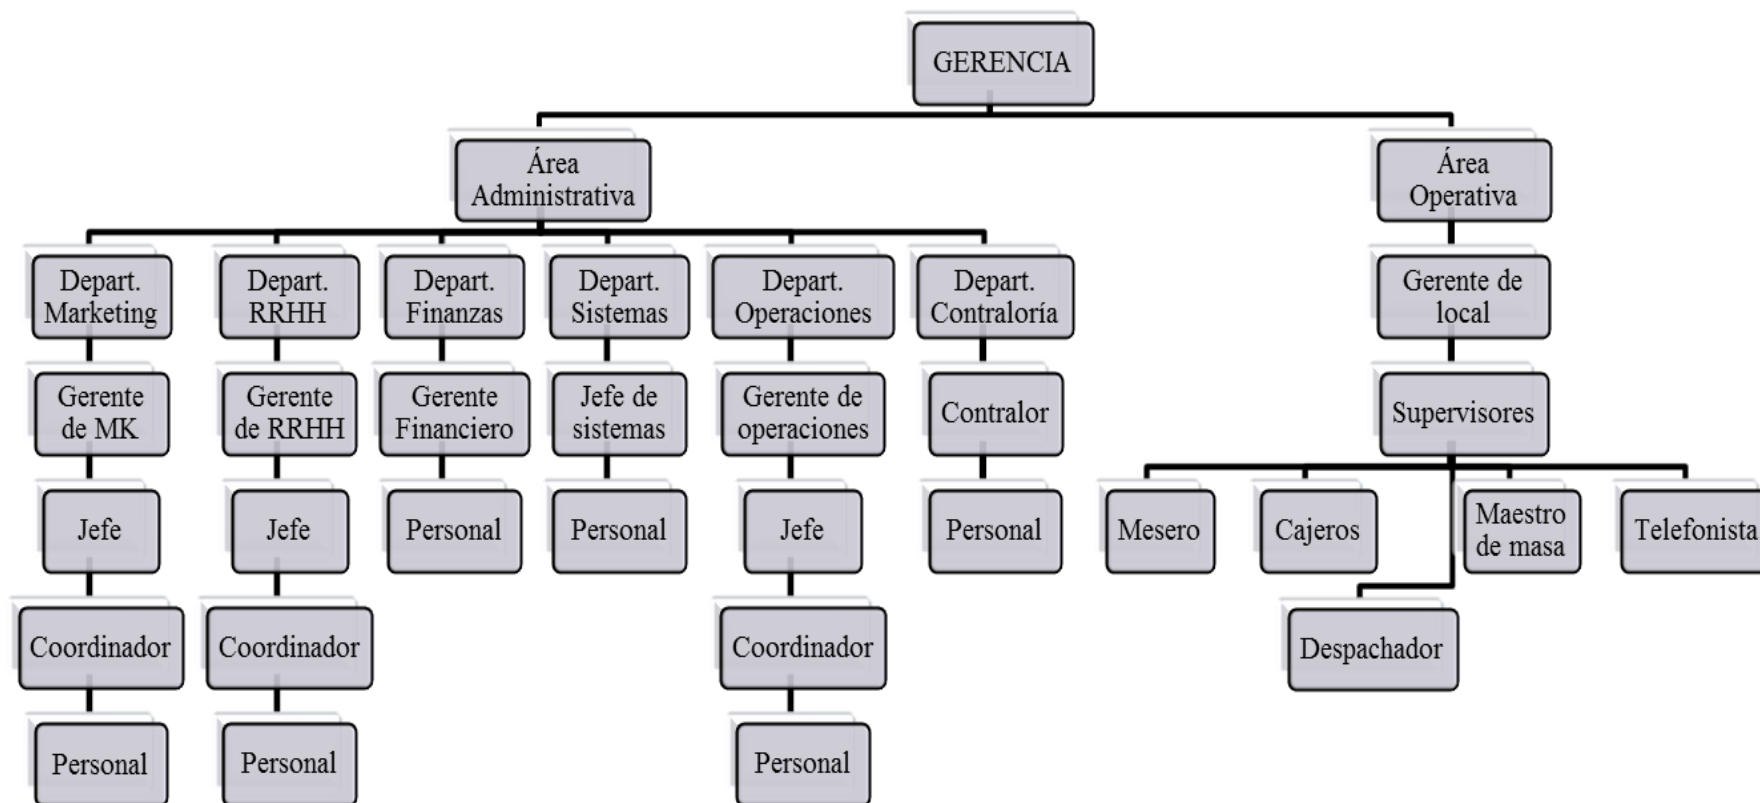 GERENCIA
Área
Administrativa
Área
Operativa
Depart.
Marketing
Depart.
RRHH
Depart.
Finanzas
Depart.
Sistemas
Depart.
Operaciones
Depart.
Contraloría
Gerente de
local
Gerente
de MK
Gerente
de RRHH
Gerente
Financiero
Jefe de
sistemas
Gerente de
operaciones
Contralor
Supervisores
Jefe
Jefe
Personal
Personal
Jefe
Personal
Mesero
Cajeros
Maestro
de masa
Telefonista
Coordinador
Coordinador
Coordinador
Despachador
Personal
Personal
Personal